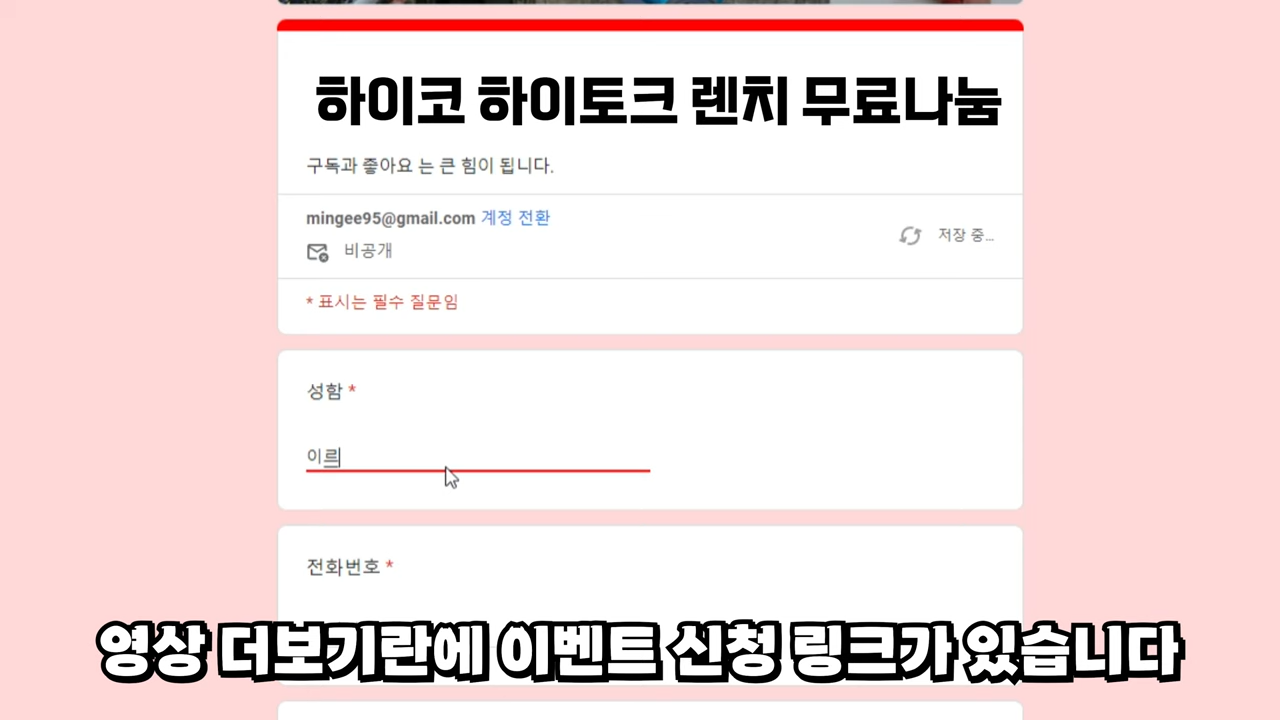 하이코 하이토크 렌치 무료나눔
구독과 좋아요 는 큰 힘이 됩니다.
mingee95@gmail.com 계정 전환
비공개
저장 중...
* 표시는 필수 질문임
성함 *
이르
전화번호 *
영상 더보기란에 이벤트 신청 링크가 있습니다